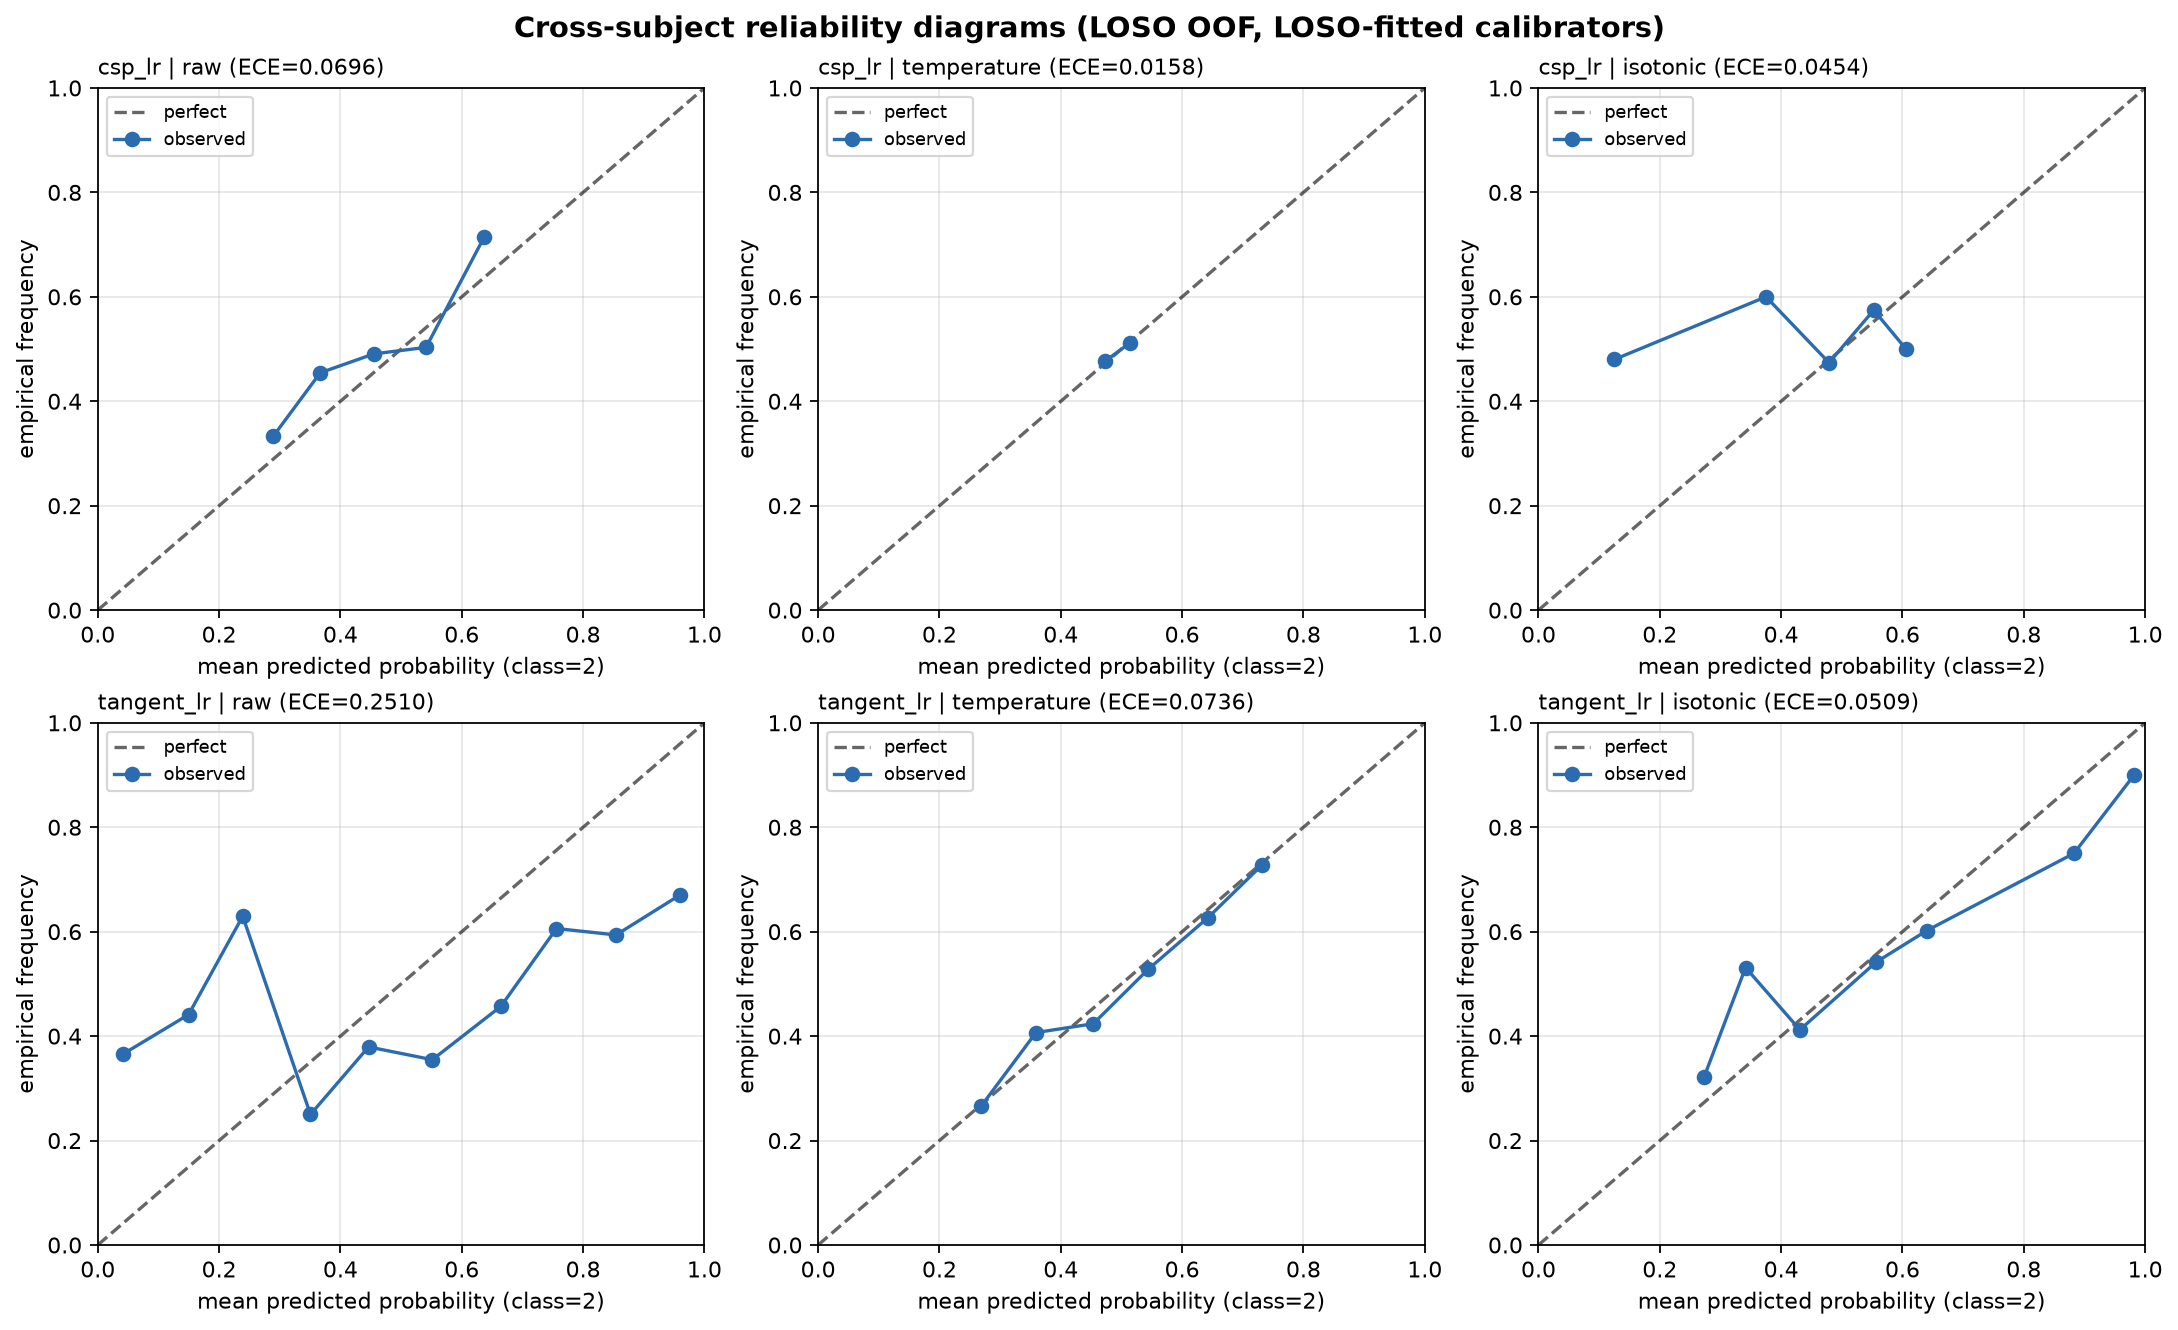 Cross-subject reliability diagrams (LOSO OOF, LOSO-fitted calibrators)
csp_lr | raw (ECE=0.0696)
perfect
observed
1.0
0.8
0.6
0.4
0.2
0.0
empirical frequency
0.0 0.2 0.4 0.6 0.8 1.0
mean predicted probability (class=2)
csp_lr | temperature (ECE=0.0158)
perfect
observed
1.0
0.8
0.6
0.4
0.2
0.0
empirical frequency
0.0 0.2 0.4 0.6 0.8 1.0
mean predicted probability (class=2)
csp_lr | isotonic (ECE=0.0454)
perfect
observed
1.0
0.8
0.6
0.4
0.2
0.0
empirical frequency
0.0 0.2 0.4 0.6 0.8 1.0
mean predicted probability (class=2)
tangent_lr | raw (ECE=0.2510)
perfect
observed
1.0
0.8
0.6
0.4
0.2
0.0
empirical frequency
0.0 0.2 0.4 0.6 0.8 1.0
mean predicted probability (class=2)
tangent_lr | temperature (ECE=0.0736)
perfect
observed
1.0
0.8
0.6
0.4
0.2
0.0
empirical frequency
0.0 0.2 0.4 0.6 0.8 1.0
mean predicted probability (class=2)
tangent_lr | isotonic (ECE=0.0509)
perfect
observed
1.0
0.8
0.6
0.4
0.2
0.0
empirical frequency
0.0 0.2 0.4 0.6 0.8 1.0
mean predicted probability (class=2)